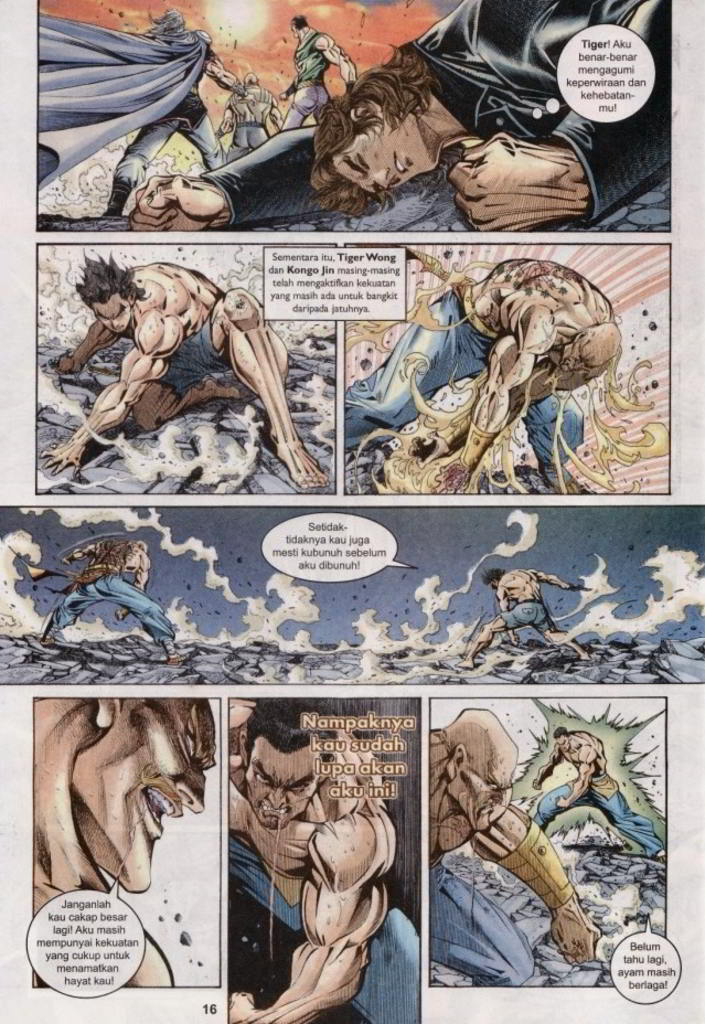 Tiger! Aku
benar-benar
mengagumi
keperwiraan dan
kehebatan-
mu!
Sementara itu, Tiger Wong
dan Kongo Jin masing-masing
telah mengaktifkan kekuatan
yang masih ada untuk bangkit
daripada jatuhnya.
Setidak-
tidaknya kau juga
mesti kubunuh sebelum
aku dibunuh!
Janganlah
kau cakap besar
lagi! Aku masih
mempunyai kekuatan
yang cukup untuk
menamatkan
hayat kau!
Nampaknya
kau sudah
lupa akan
aku ini!
Belum
tahu lagi,
ayam masih
berlaga!
16